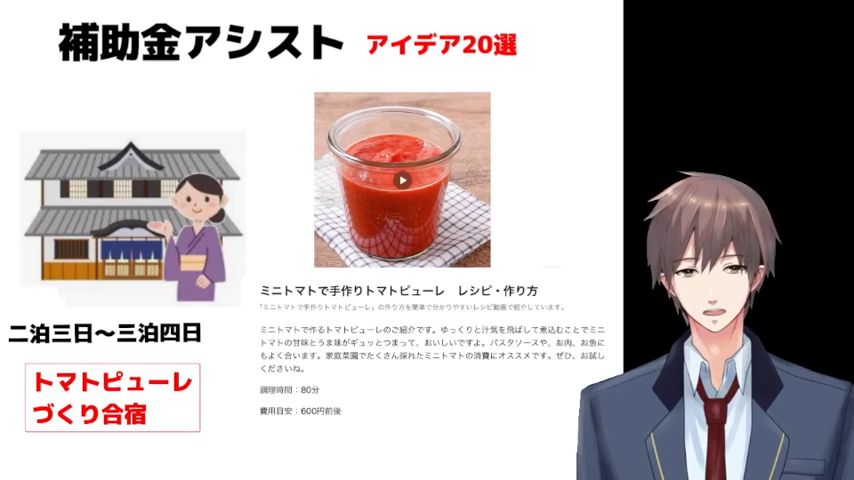 補助金アシスト アイデア20選
ミニトマトで手作りトマトピューレ レシピ・作り方
「ミニトマトで手作りトマトピューレ」の作り方を簡単で分かりやすいレシピ動画で紹介しています。
ミニトマトで作るトマトピューレのご紹介です。ゆっくりと汁気を飛ばして煮込むことでミニ
トマトの甘味とうま味がギュッとつまって、おいしいですよ。パスタソースや、お肉、お魚に
もよく合います。家庭菜園でたくさん採れたミニトマトの消費にオススメです。ぜひ、お試し
くださいね。
調理時間：80分
費用目安：600円前後
二泊三日〜三泊四日
トマトピューレ
づくり合宿